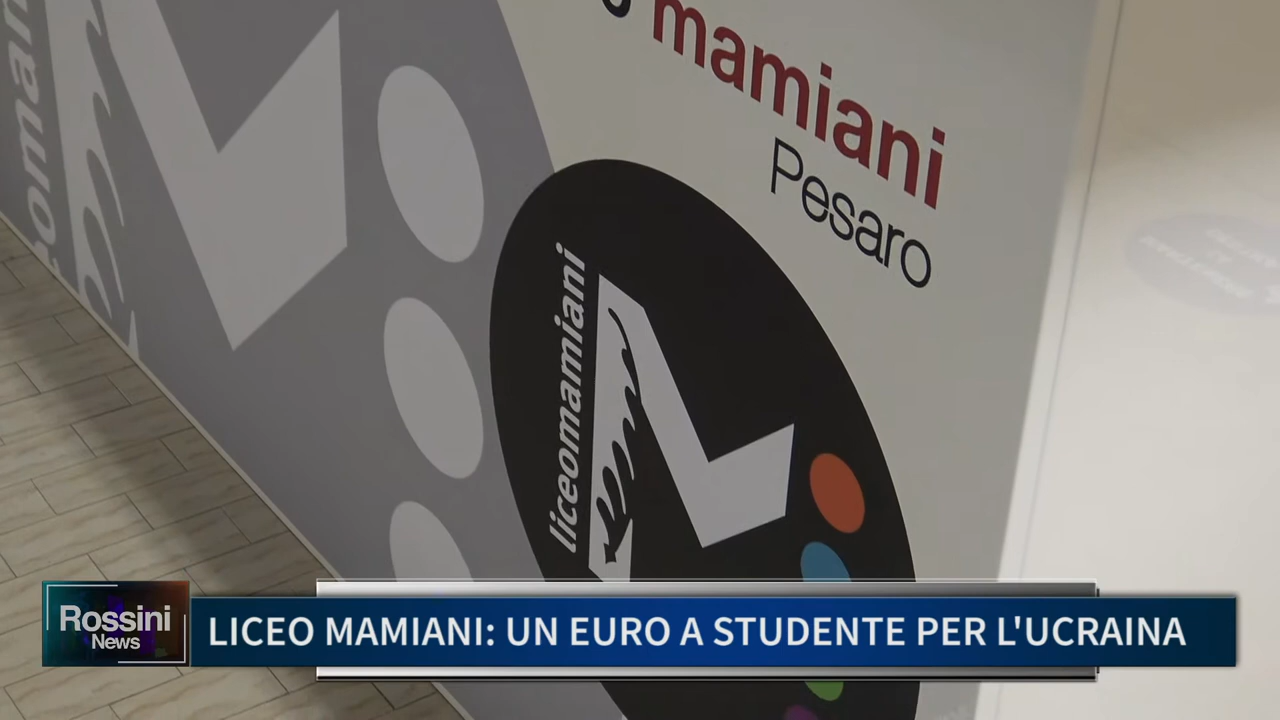 mamiani
Pesaro
liceomamiani
Rossini
News
LICEO MAMIANI: UN EURO A STUDENTE PER L'UCRAINA